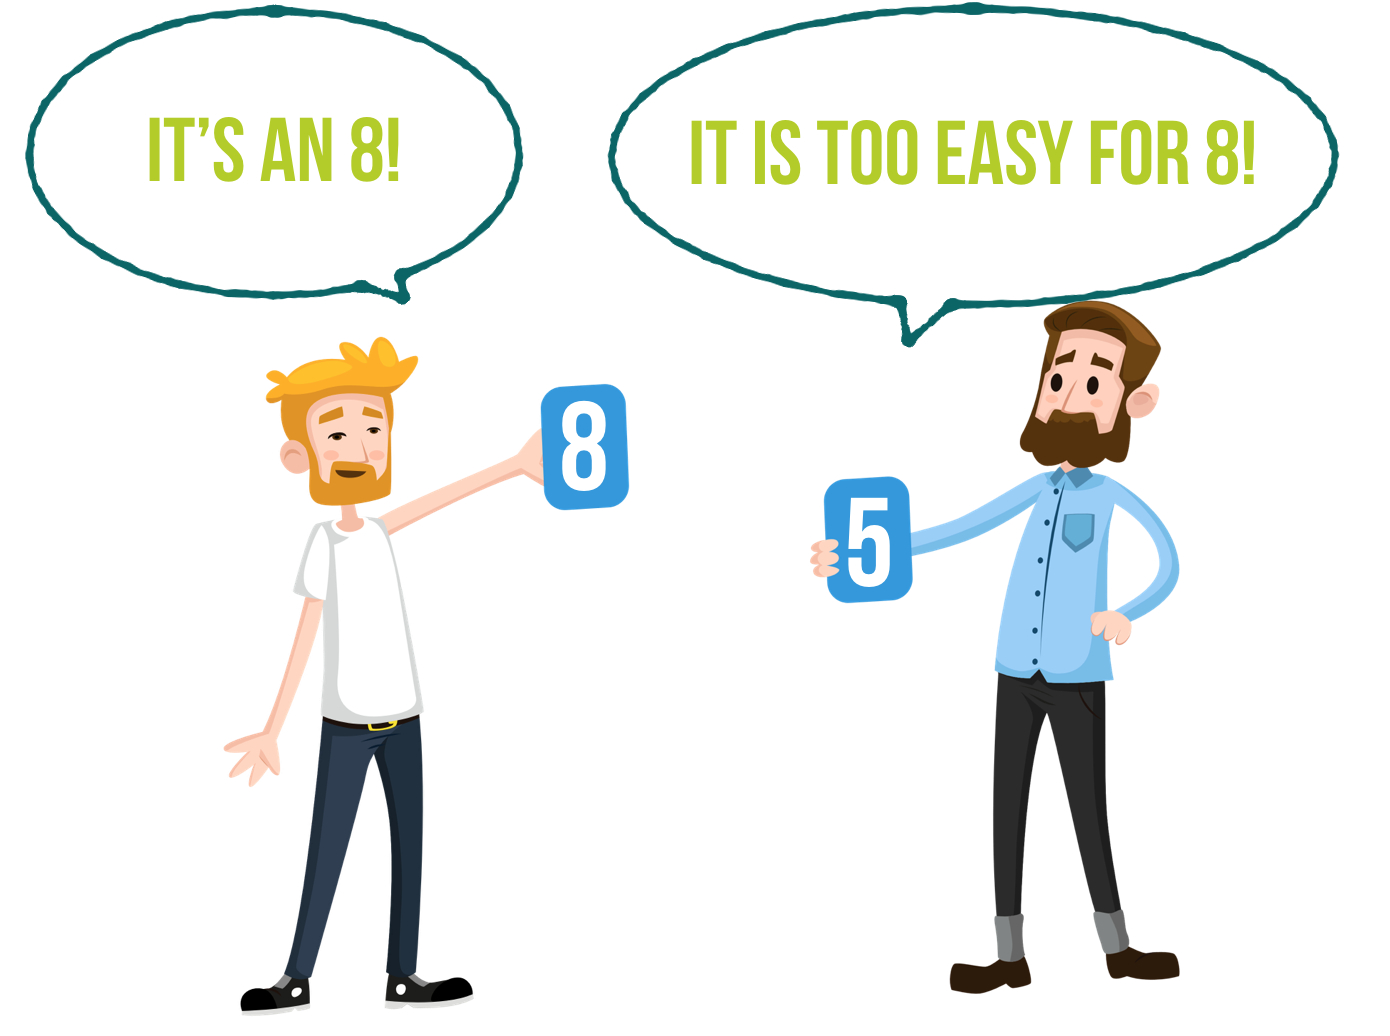 IT’S AN 8!
IT IS TOO EASY FOR 8!
8
5